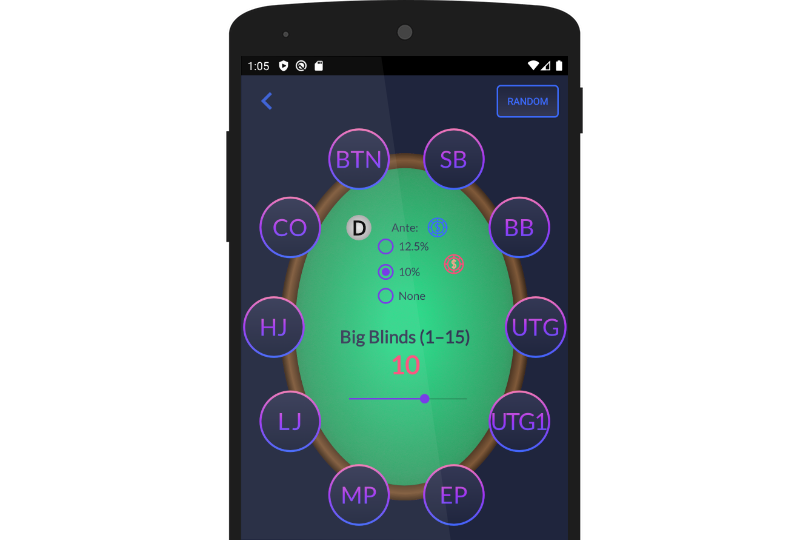 1:05
RANDOM
BTN
SB
CO
BB
D
Ante:
12.5%
10%
None
HJ
UTG
Big Blinds (1–15)
10
LJ
UTG1
MP
EP